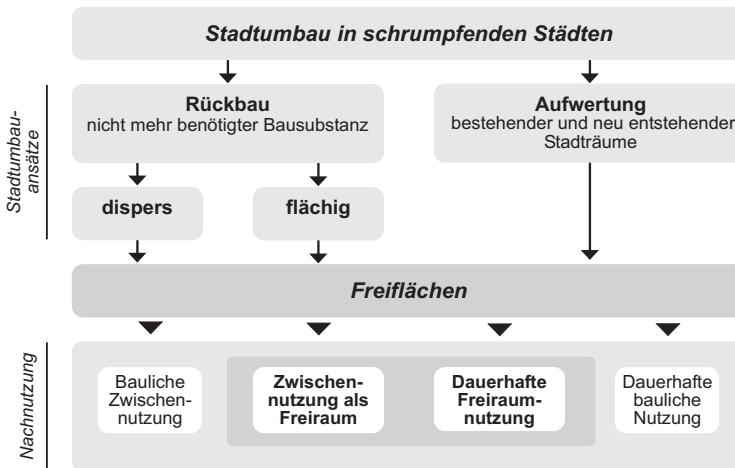 Stadtumbau in schrumpfenden Städten
Stadtumbau-
ansätze
Rückbau
nicht mehr benötigter Bausubstanz
Aufwertung
bestehender und neu entstehender
Stadträume
dispers
flächig
Freiflächen
Nachnutzung
Bauliche
Zwischen-
nutzung
Zwischen-
nutzung als
Freiraum
Dauerhafte
Freiraum-
nutzung
Dauerhafte
bauliche
Nutzung